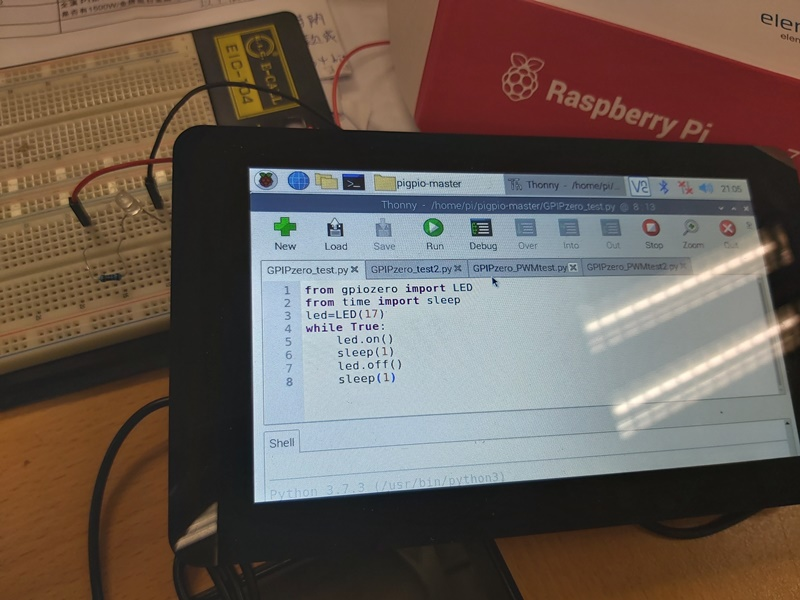 EIC-104
E-CALL
Raspberry Pi
pigpio-master
Thonny - /home/pi/...
V2
21:05
Thonny - /home/pi/pigpio-master/GPIPzero_test.py @ 8:13
New
Load
Save
Run
Debug
Over
Into
Out
Stop
Zoom
Quit
GPIPzero_test.py
GPIPzero_test2.py
GPIPzero_PWMtest.py
GPIPzero_PWMtest2.py
1 from gpiozero import LED
2 from time import sleep
3 led=LED(17)
4 while True:
5 led.on()
6 sleep(1)
7 led.off()
8 sleep(1)
Shell
Python 3.7.3 (/usr/bin/python3)